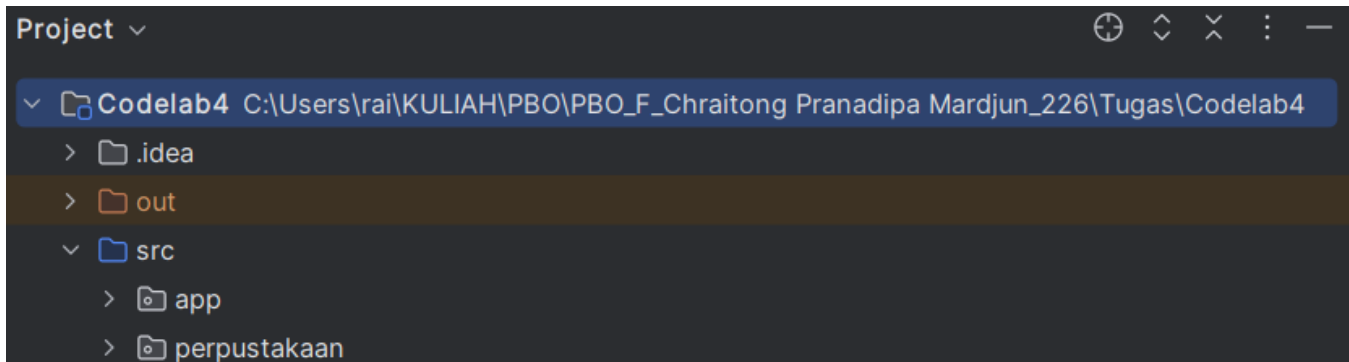 Project
Codelab4 C:\Users\rai\KULIAH\PBO\PBO_F_Chraitong Pranadipa Mardjun_226\Tugas\Codelab4
.idea
out
src
app
perpustakaan